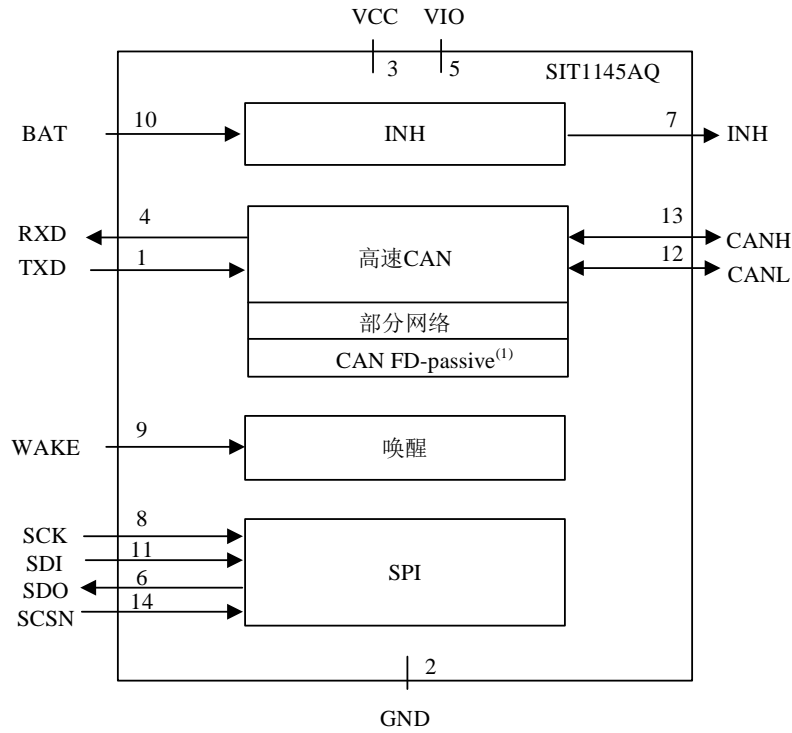 VCC VIO
3 5 SIT1145AQ
BAT 10 INH 7 INH
RXD 4 13 CANH
TXD 1 高速CAN 12 CANL
部分网络
CAN FD-passive(1)
WAKE 9 唤醒
SCK 8
SDI 11
SDO 6 SPI
SCSN 14
2
GND